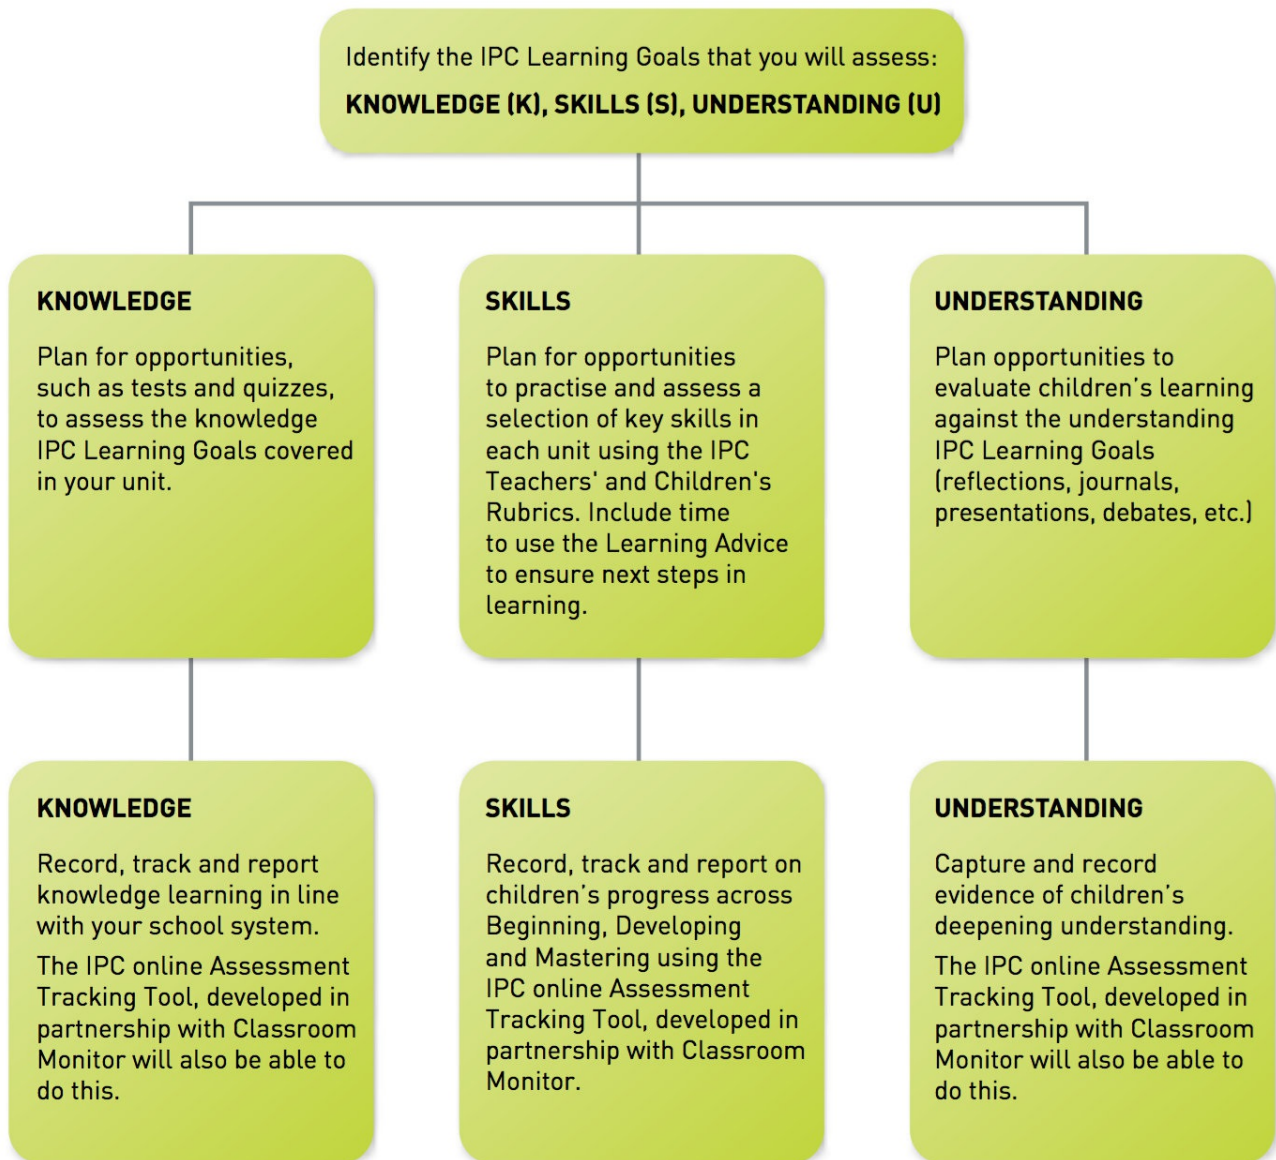 Identify the IPC Learning Goals that you will assess:
KNOWLEDGE (K), SKILLS (S), UNDERSTANDING (U)
KNOWLEDGE
Plan for opportunities,
such as tests and quizzes,
to assess the knowledge
IPC Learning Goals covered
in your unit.
SKILLS
Plan for opportunities
to practise and assess a
selection of key skills in
each unit using the IPC
Teachers' and Children's
Rubrics. Include time
to use the Learning Advice
to ensure next steps in
learning.
UNDERSTANDING
Plan opportunities to
evaluate children’s learning
against the understanding
IPC Learning Goals
(reflections, journals,
presentations, debates, etc.)
KNOWLEDGE
Record, track and report
knowledge learning in line
with your school system.
The IPC online Assessment
Tracking Tool, developed in
partnership with Classroom
Monitor will also be able to
do this.
SKILLS
Record, track and report on
children’s progress across
Beginning, Developing
and Mastering using the
IPC online Assessment
Tracking Tool, developed in
partnership with Classroom
Monitor.
UNDERSTANDING
Capture and record
evidence of children’s
deepening understanding.
The IPC online Assessment
Tracking Tool, developed in
partnership with Classroom
Monitor will also be able to
do this.